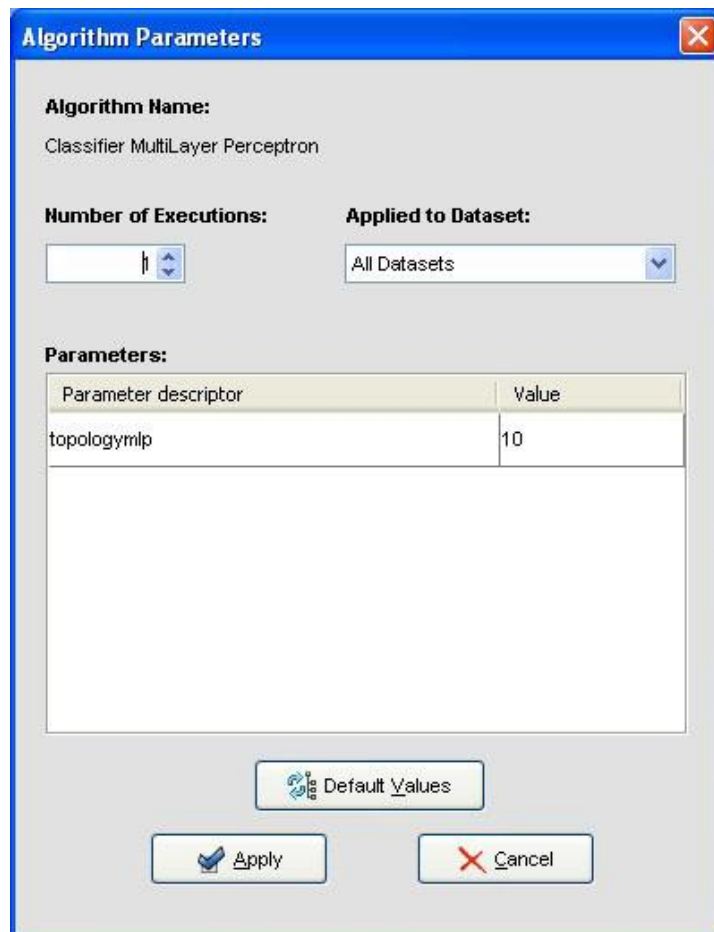 Algorithm Parameters
Algorithm Name:
Classifier MultiLayer Perceptron
Number of Executions: Applied to Dataset:
1 All Datasets
Parameters:
Parameter descriptor Value
topologymlp 10
Default Values
Apply Cancel